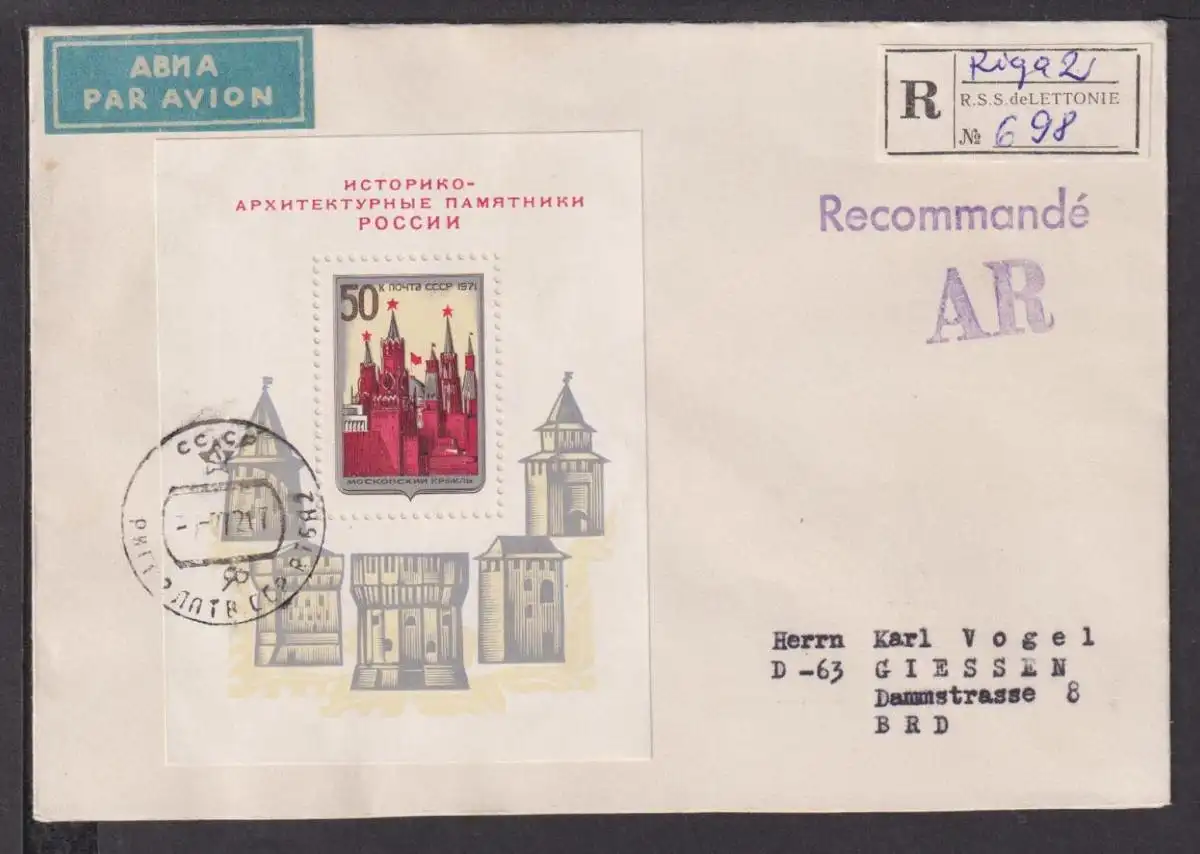 АВИА
PAR AVION
R
Riga 2
R.S.S.deLETTONIE
№ 698
Recommandé
AR
ИСТОРИКО-
АРХИТЕКТУРНЫЕ ПАМЯТНИКИ
РОССИИ
50 К ПОЧТА СССР 1971
МОСКОВСКИЙ КРЕМЛЬ
СССР
Herrn Karl Vogel
D-63 GIESSEN
Dammstrasse 8
BRD